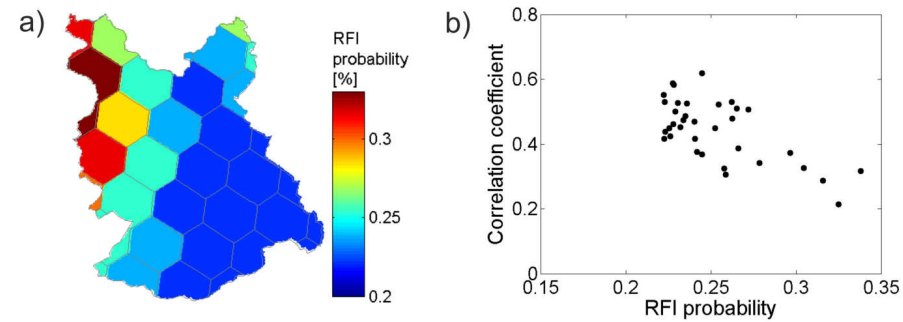 a)
RFI
probability
[%]
0.3
0.25
0.2
b)
Correlation coefficient
0.8
0.6
0.4
0.2
0
0.15
0.2
0.25
0.3
0.35
RFI probability